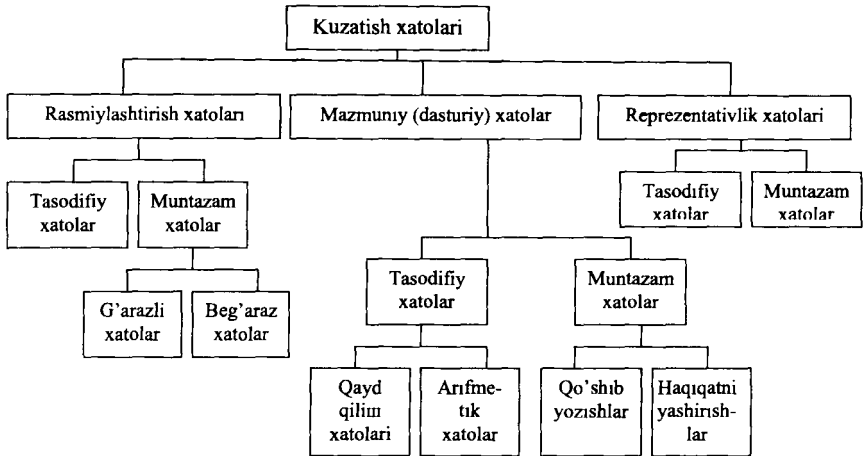 Kuzatish xatolari
Rasmiylashtirish xatoları
Mazmunıy (dasturiy) xatolar
Reprezentativlik xatolari
Tasodifiy
xatolar
Muntazam
xatolar
G'arazli
xatolar
Beg'araz
xatolar
Tasodifiy
xatolar
Muntazam
xatolar
Qayd
qilim
xatolari
Arıfme-
tık
xatolar
Qo'shıb
yozıshlar
Haqıqatni
yashirısh-
lar
Tasodıfiy
xatolar
Muntazam
xatolar